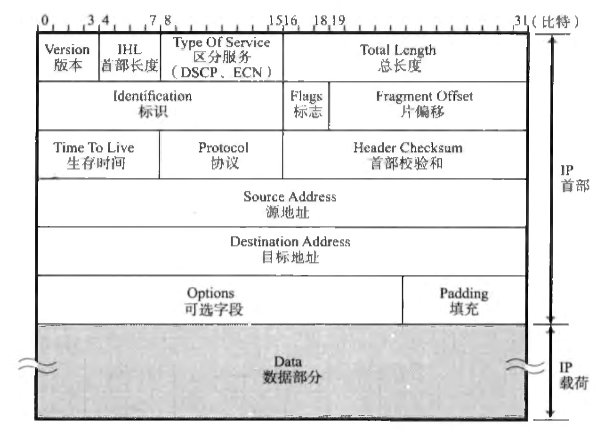 0 3 4 7 8 15 16 18 19 31 (比特)
Version IHL Type Of Service Total Length
版本 首部长度 区分服务 总长度
(DSCP、ECN)
Identification Flags Fragment Offset
标识 标志 片偏移
Time To Live Protocol Header Checksum
生存时间 协议 首部校验和
IP
首部
Source Address
源地址
Destination Address
目标地址
Options Padding
可选字段 填充
Data
数据部分
IP
载荷